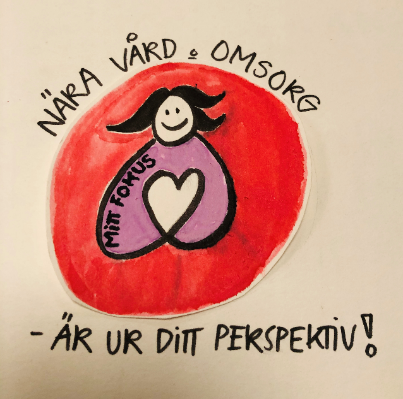 NÄRA VÅRD & OMSORG
MITT FOKUS
- ÄR UR DITT PERSPEKTIV!